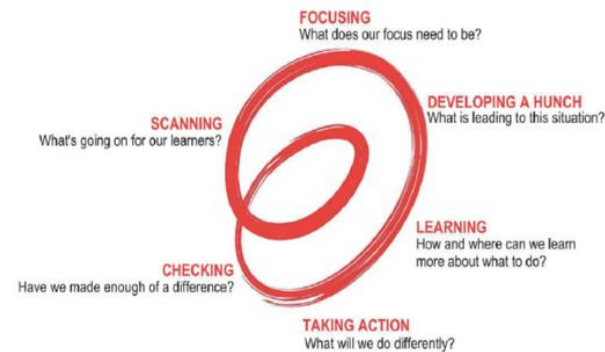 FOCUSING
What does our focus need to be?
DEVELOPING A HUNCH
What is leading to this situation?
SCANNING
What's going on for our learners?
LEARNING
How and where can we learn
more about what to do?
CHECKING
Have we made enough of a difference?
TAKING ACTION
What will we do differently?